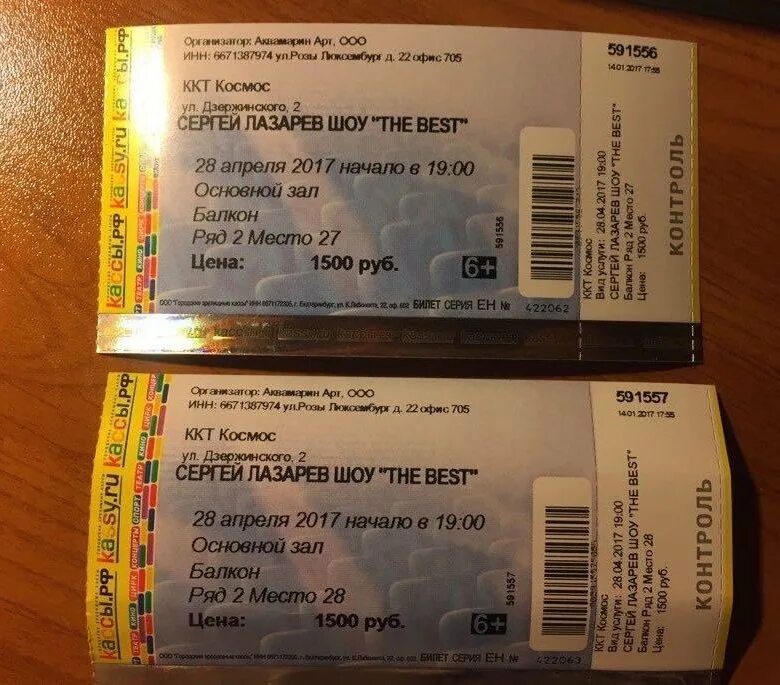 Организатор: Аквамарин Арт, ООО
ИНН: 6671387974 ул.Розы Люксембург д. 22 офис 705
ККТ Космос
ул. Дзержинского, 2
СЕРГЕЙ ЛАЗАРЕВ ШОУ "THE BEST"
28 апреля 2017 начало в 19:00
Основной зал
Балкон
Ряд 2 Место 27
Цена: 1500 руб.
6+
591556
БИЛЕТ СЕРИЯ ЕН № 422062
кассы.РФ kassy.ru кассы.РФ
591556
14.01.2017 17:55
ККТ Космос
Вид услуги: 28.04.2017 19:00
СЕРГЕЙ ЛАЗАРЕВ ШОУ "THE BEST"
Балкон Ряд 2 Место 27
Цена: 1500 руб.
КОНТРОЛЬ
Организатор: Аквамарин Арт, ООО
ИНН: 6671387974 ул.Розы Люксембург д. 22 офис 705
ККТ Космос
ул. Дзержинского, 2
СЕРГЕЙ ЛАЗАРЕВ ШОУ "THE BEST"
28 апреля 2017 начало в 19:00
Основной зал
Балкон
Ряд 2 Место 28
Цена: 1500 руб.
6+
591557
БИЛЕТ СЕРИЯ ЕН № 422063
кассы.РФ kassy.ru кассы.РФ
ТЕАТР КИНО ЦИРК КОНЦЕРТЫ СПОРТ ТЕАТР КИНО ЦИРК
591557
14.01.2017 17:55
ККТ Космос
Вид услуги: 28.04.2017 19:00
СЕРГЕЙ ЛАЗАРЕВ ШОУ "THE BEST"
Балкон Ряд 2 Место 28
Цена: 1500 руб.
КОНТРОЛЬ